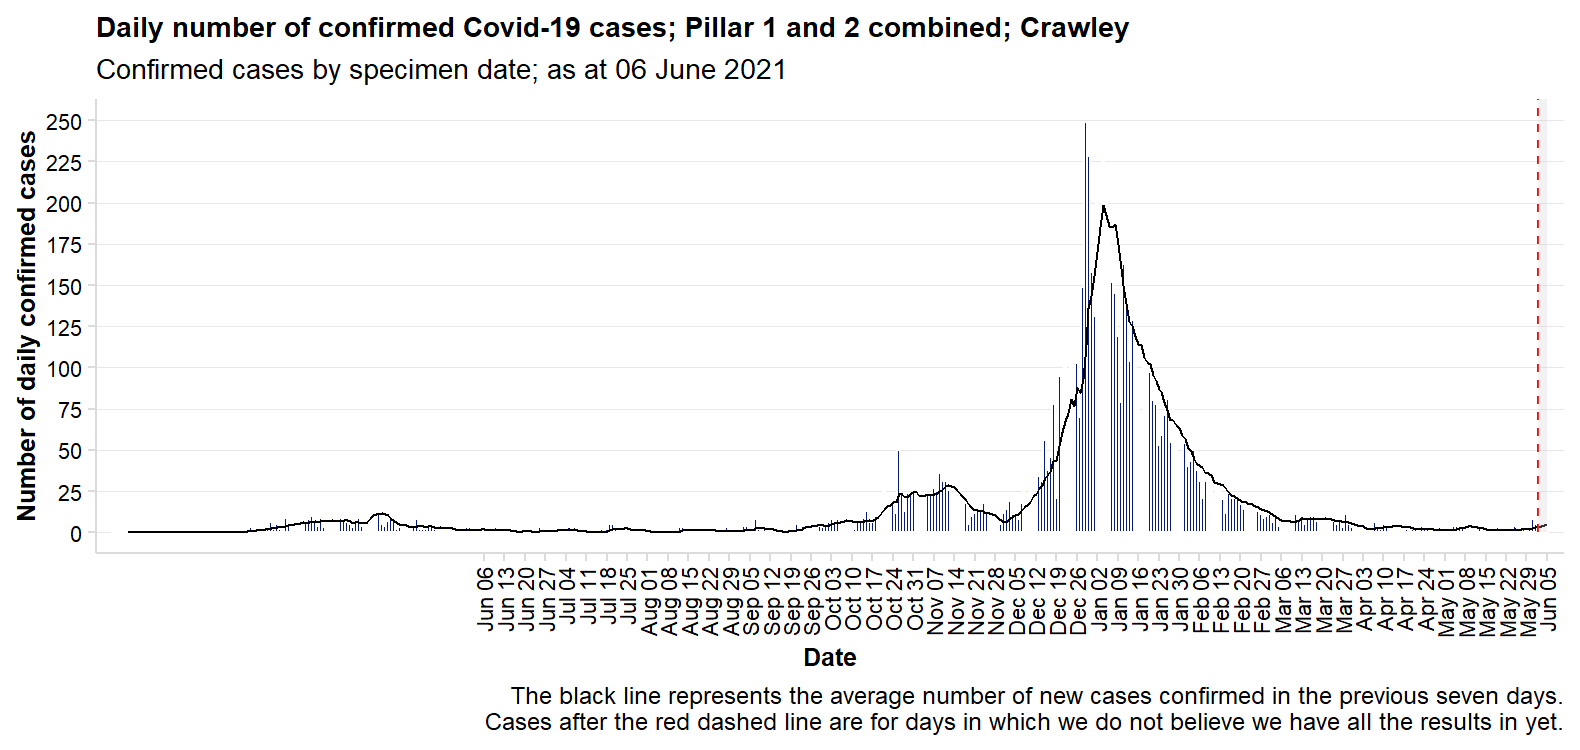 Daily number of confirmed Covid-19 cases; Pillar 1 and 2 combined; Crawley
Confirmed cases by specimen date; as at 06 June 2021
Number of daily confirmed cases
250
225
200
175
150
125
100
75
50
25
0
Jun 06
Jun 13
Jun 20
Jun 27
Jul 04
Jul 11
Jul 18
Jul 25
Aug 01
Aug 08
Aug 15
Aug 22
Aug 29
Sep 05
Sep 12
Sep 19
Sep 26
Oct 03
Oct 10
Oct 17
Oct 24
Oct 31
Nov 07
Nov 14
Nov 21
Nov 28
Dec 05
Dec 12
Dec 19
Dec 26
Jan 02
Jan 09
Jan 16
Jan 23
Jan 30
Feb 06
Feb 13
Feb 20
Feb 27
Mar 06
Mar 13
Mar 20
Mar 27
Apr 03
Apr 10
Apr 17
Apr 24
May 01
May 08
May 15
May 22
May 29
Jun 05
Date
The black line represents the average number of new cases confirmed in the previous seven days.
Cases after the red dashed line are for days in which we do not believe we have all the results in yet.